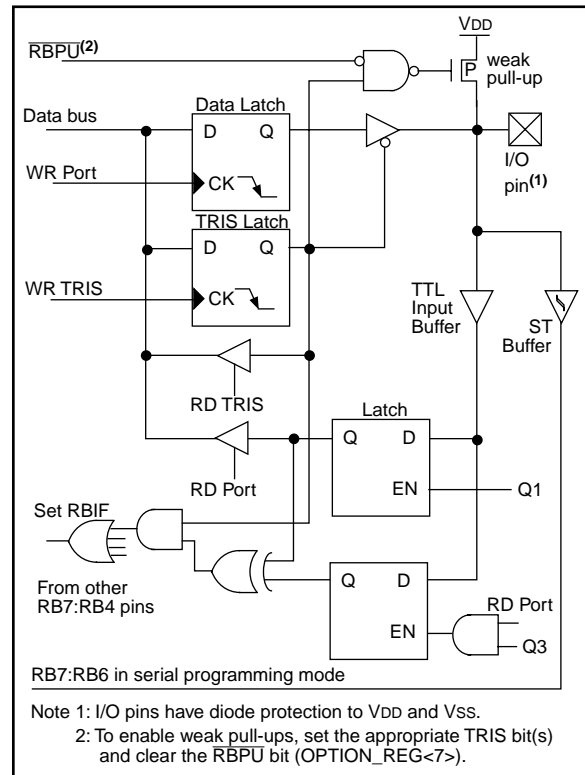 VDD
RBPU(2)
weak
pull-up
P
Data Latch
Data bus
D Q
I/O
pin(1)
WR Port
CK
TRIS Latch
D Q
WR TRIS
CK
TTL
Input
Buffer
ST
Buffer
RD TRIS
Latch
Q D
RD Port
EN
Q1
Set RBIF
From other
RB7:RB4 pins
Q D
RD Port
EN
Q3
RB7:RB6 in serial programming mode
Note 1: I/O pins have diode protection to VDD and VSS.
2: To enable weak pull-ups, set the appropriate TRIS bit(s)
and clear the RBPU bit (OPTION_REG<7>).